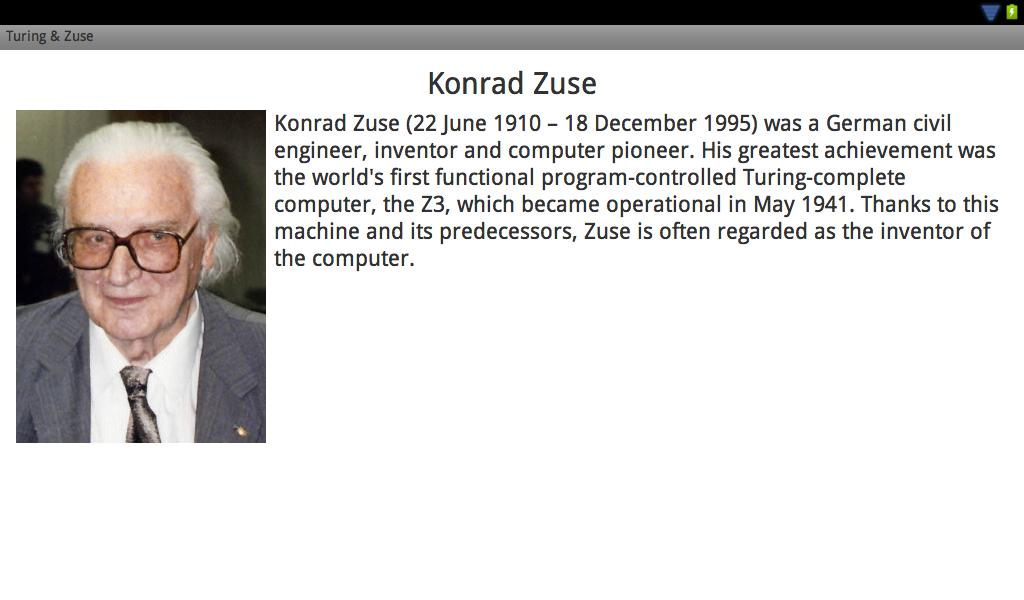 Turing & Zuse
Konrad Zuse
Konrad Zuse (22 June 1910 – 18 December 1995) was a German civil
engineer, inventor and computer pioneer. His greatest achievement was
the world's first functional program-controlled Turing-complete
computer, the Z3, which became operational in May 1941. Thanks to this
machine and its predecessors, Zuse is often regarded as the inventor of
the computer.